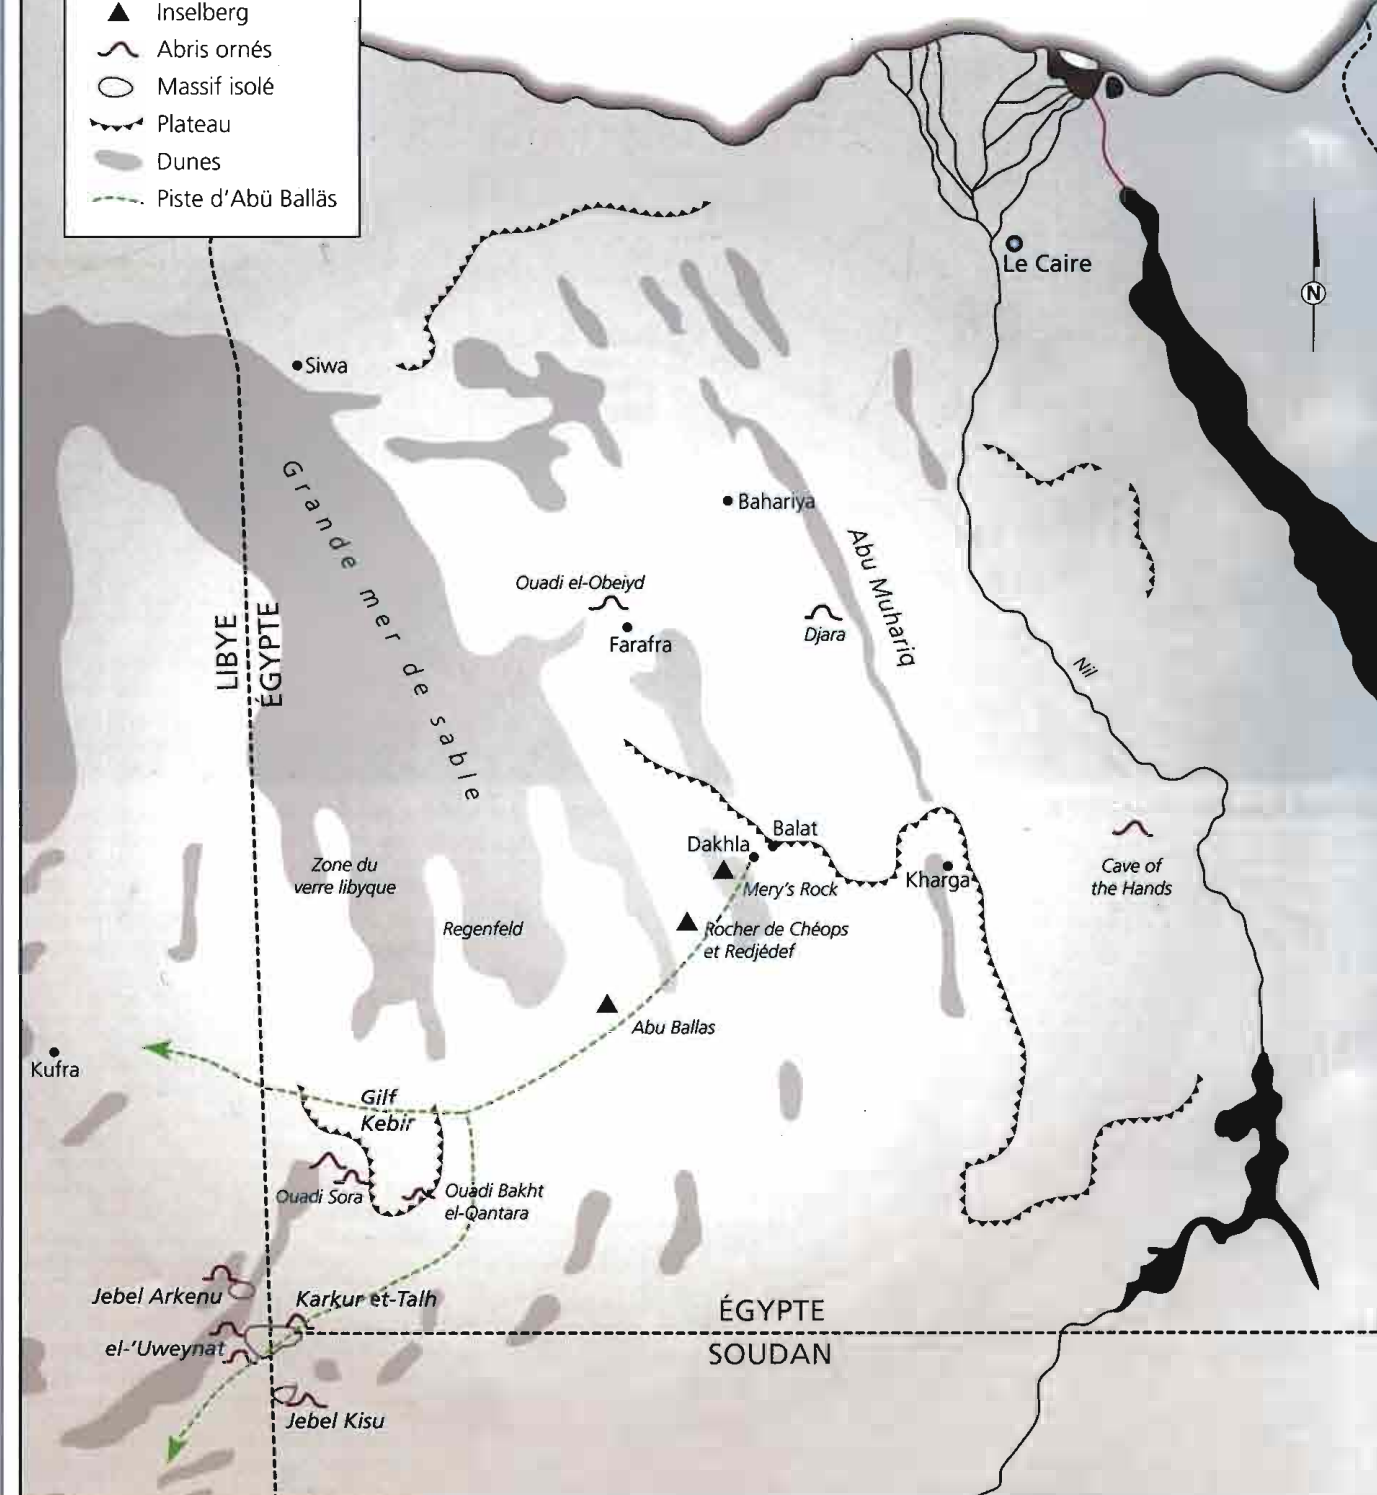 Inselberg
Abris ornés
Massif isolé
Plateau
Dunes
Piste d'Abū Balläs
Le Caire
N
Siwa
Grande mer de sable
Bahariya
Abu Muhariq
Ouadi el-Obeiyd
Farafra
Djara
LIBYE
ÉGYPTE
Nil
Balat
Dakhla
Mery's Rock
Kharga
Cave of
the Hands
Zone du
verre libyque
Regenfeld
Rocher de Chéops
et Redjédef
Abu Ballas
Kufra
Gilf
Kebir
Ouadi Sora
Ouadi Bakht
el-Qantara
Jebel Arkenu
Karkur et-Talh
el-'Uweynat
ÉGYPTE
SOUDAN
Jebel Kisu